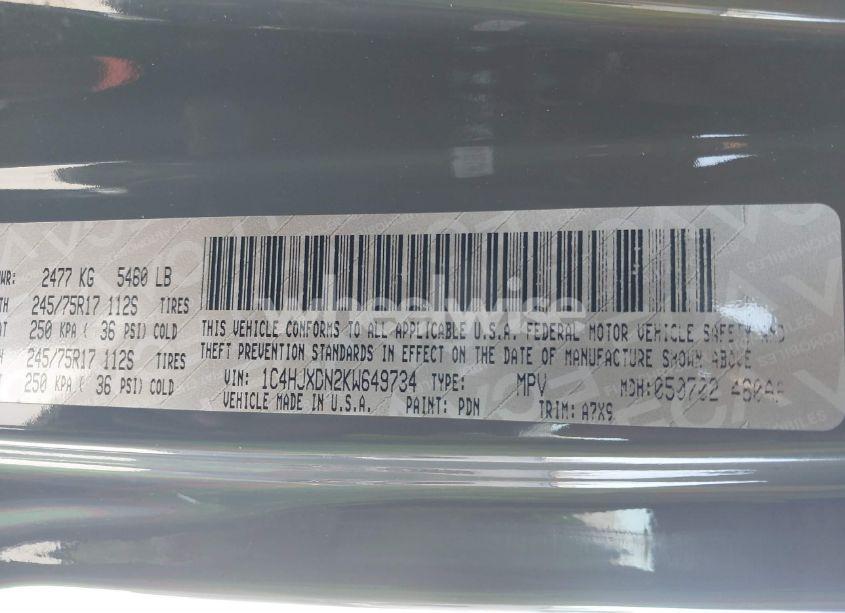 2477 KG 5460 LB
245/75R17 112S TIRES
250 KPA ( 36 PSI) COLD
245/75R17 112S TIRES
250 KPA ( 36 PSI) COLD
wheelwise
THIS VEHICLE CONFORMS TO ALL APPLICABLE U.S.A. FEDERAL MOTOR VEHICLE SAFETY AND
THEFT PREVENTION STANDARDS IN EFFECT ON THE DATE OF MANUFACTURE SHOWN ABOVE
VIN: 1C4HJXDN2KW649734 TYPE: MPV MDH:
VEHICLE MADE IN U.S.A. PAINT: PDN TRIM: A7X9